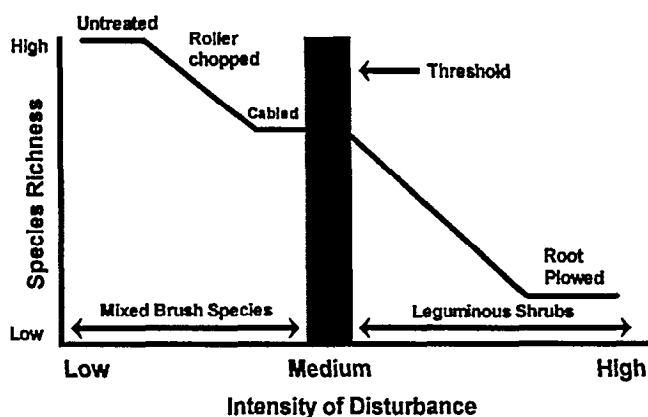 Untreated
High
Roller
chopped
Threshold
Cabled
Species Richness
Root
Plowed
Mixed Brush Species
Leguminous Shrubs
Low
Low
Medium
High
Intensity of Disturbance